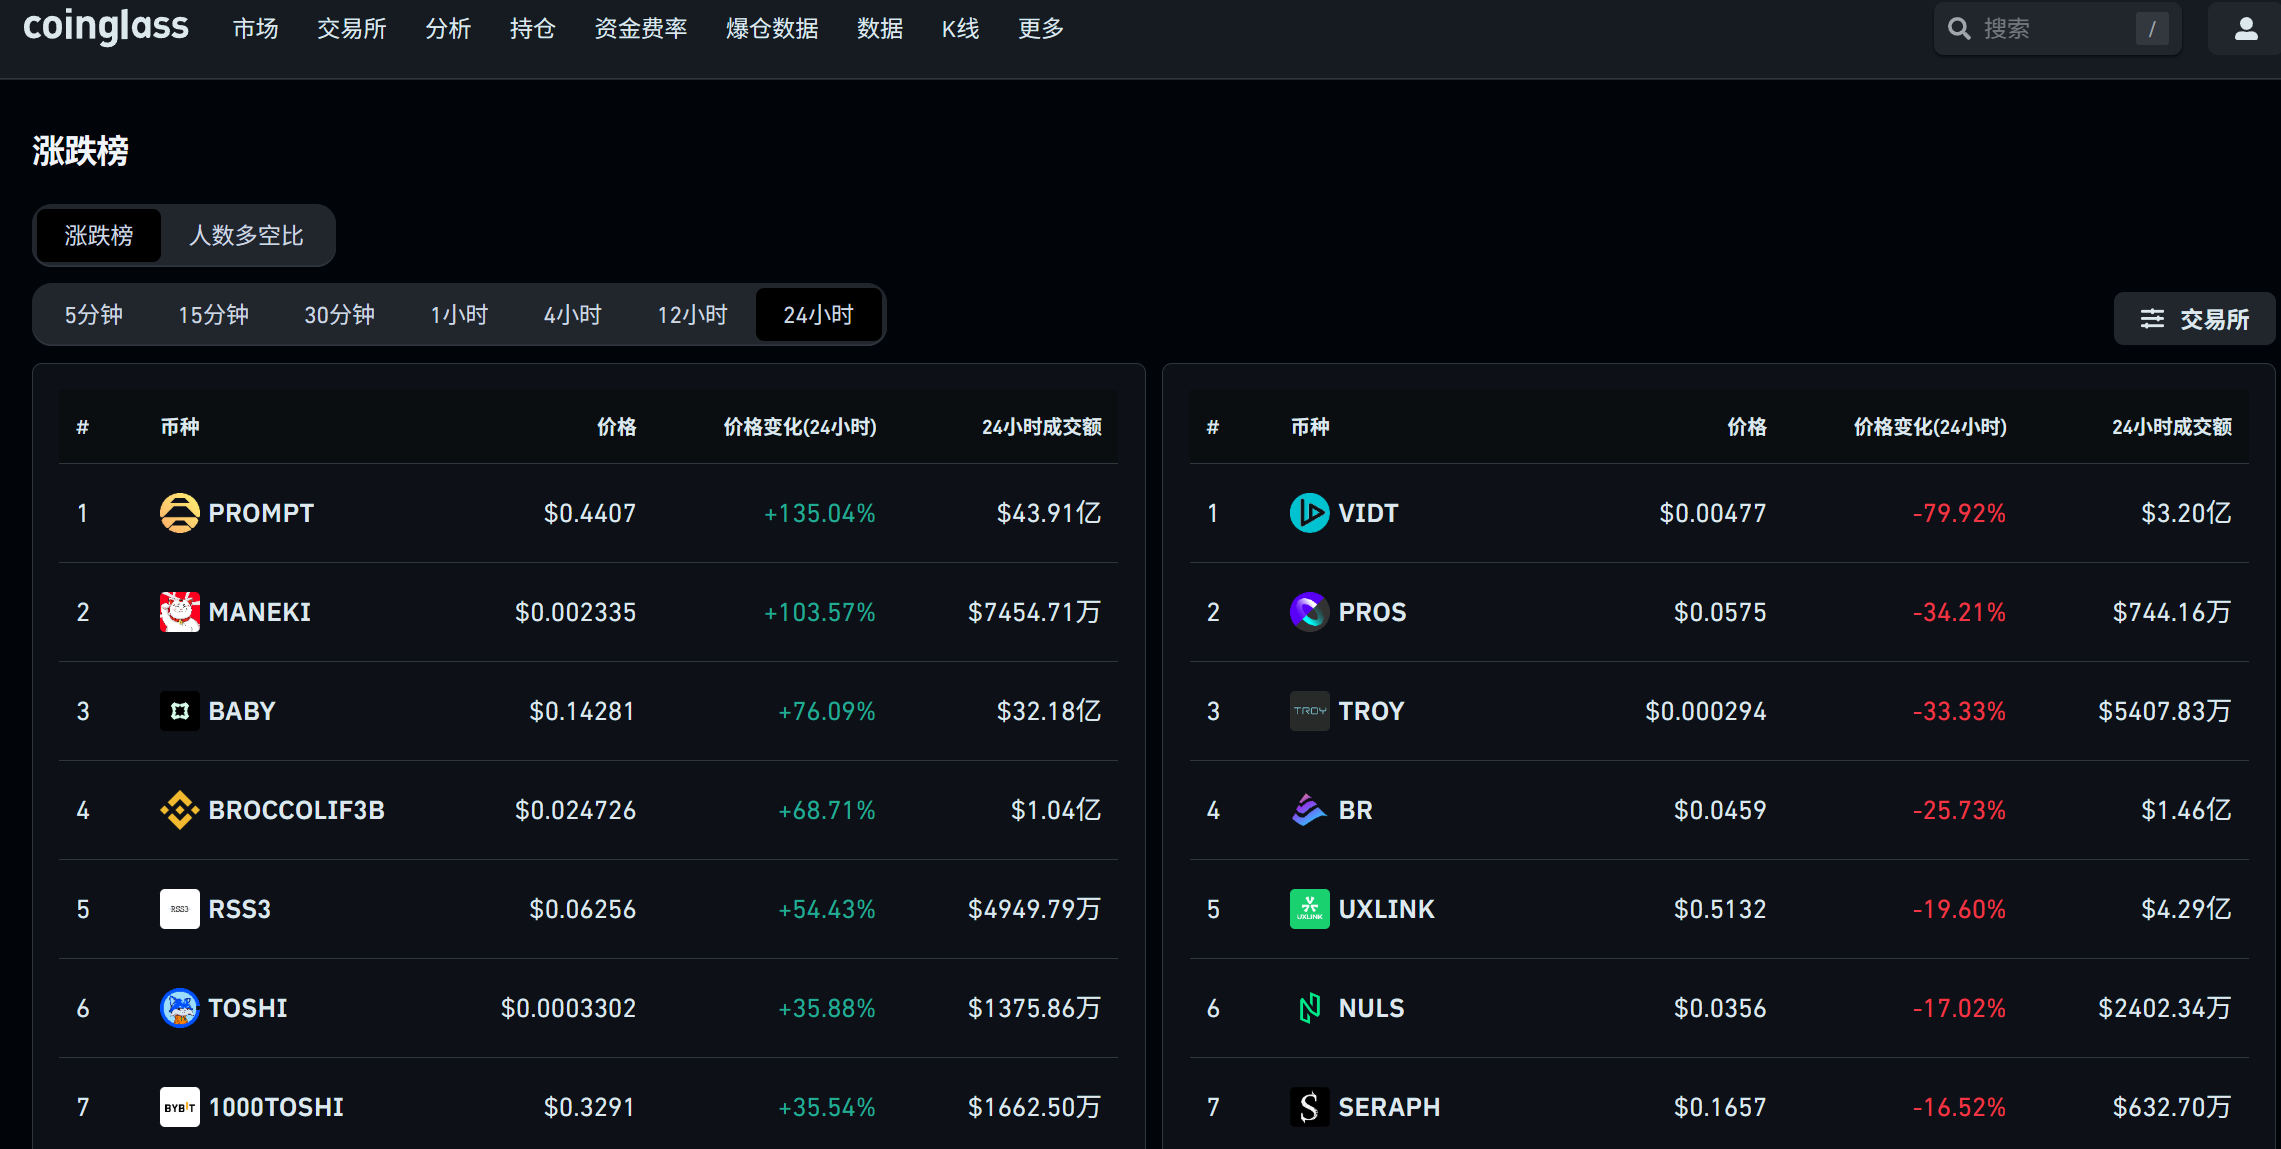 coinglass 市场 交易所 分析 持仓 资金费率 爆仓数据 数据 K线 更多 搜索 /
涨跌榜
涨跌榜 人数多空比
5分钟 15分钟 30分钟 1小时 4小时 12小时 24小时 交易所
# 币种 价格 价格变化(24小时) 24小时成交额 # 币种 价格 价格变化(24小时) 24小时成交额
1 PROMPT $0.4407 +135.04% $43.91亿 1 VIDT $0.00477 -79.92% $3.20亿
2 MANEKI $0.002335 +103.57% $7454.71万 2 PROS $0.0575 -34.21% $744.16万
3 BABY $0.14281 +76.09% $32.18亿 3 TROY TROY $0.000294 -33.33% $5407.83万
4 BROCCOLIF3B $0.024726 +68.71% $1.04亿 4 BR $0.0459 -25.73% $1.46亿
5 RSS3 RSS3 $0.06256 +54.43% $4949.79万 5 UXLINK UXLINK $0.5132 -19.60% $4.29亿
6 TOSHI $0.0003302 +35.88% $1375.86万 6 NULS $0.0356 -17.02% $2402.34万
7 BYBIT 1000TOSHI $0.3291 +35.54% $1662.50万 7 SERAPH $0.1657 -16.52% $632.70万